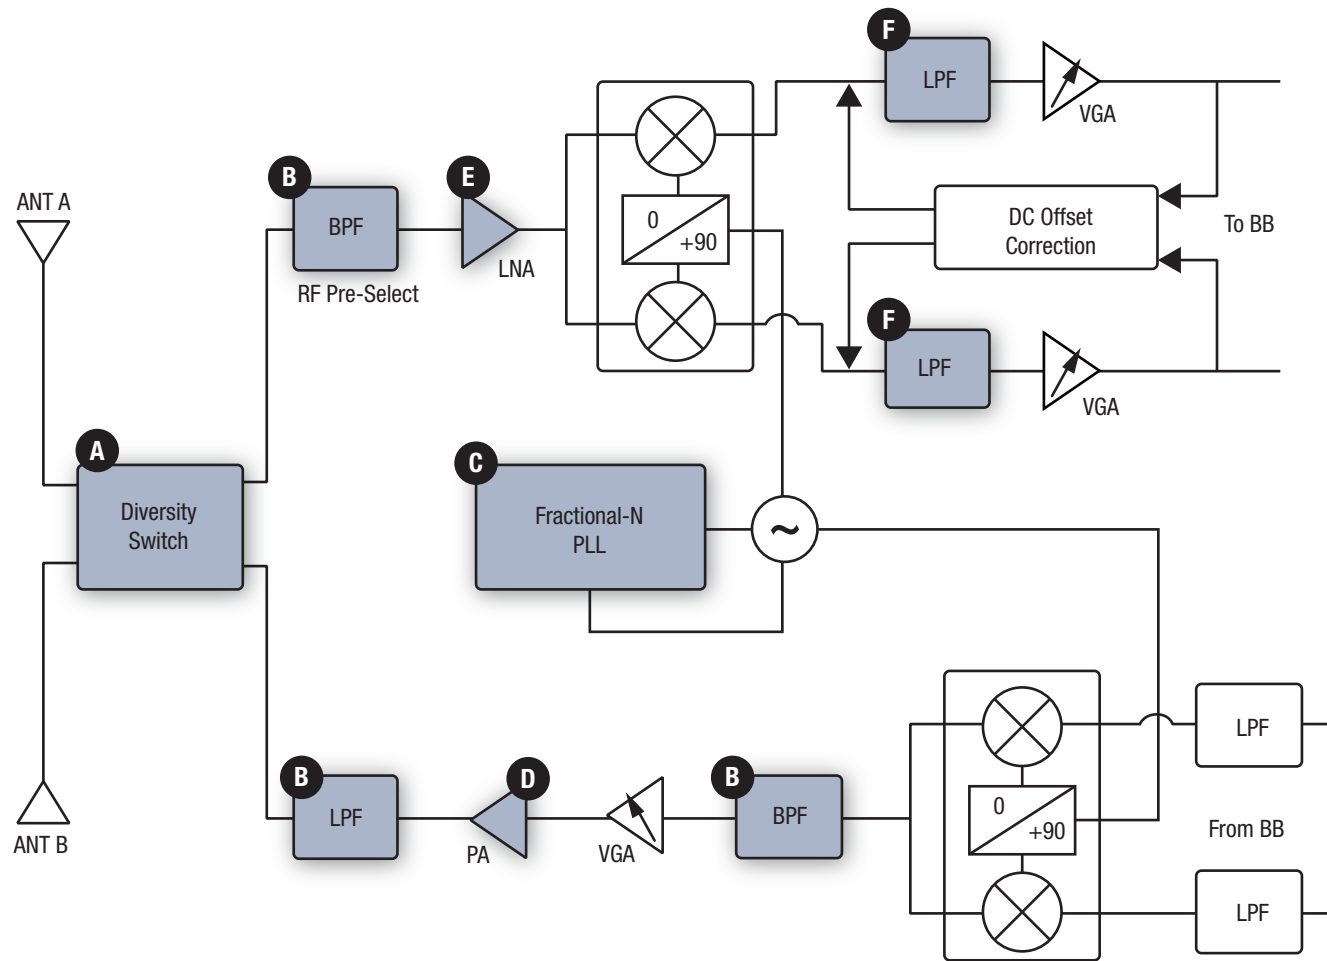 F
LPF
VGA
B
E
ANT A
BPF
LNA
RF Pre-Select
0
+90
DC Offset
Correction
To BB
F
LPF
VGA
A
Diversity
Switch
C
Fractional-N
PLL
~
B
LPF
D
PA
VGA
B
BPF
0
+90
LPF
From BB
LPF
ANT B